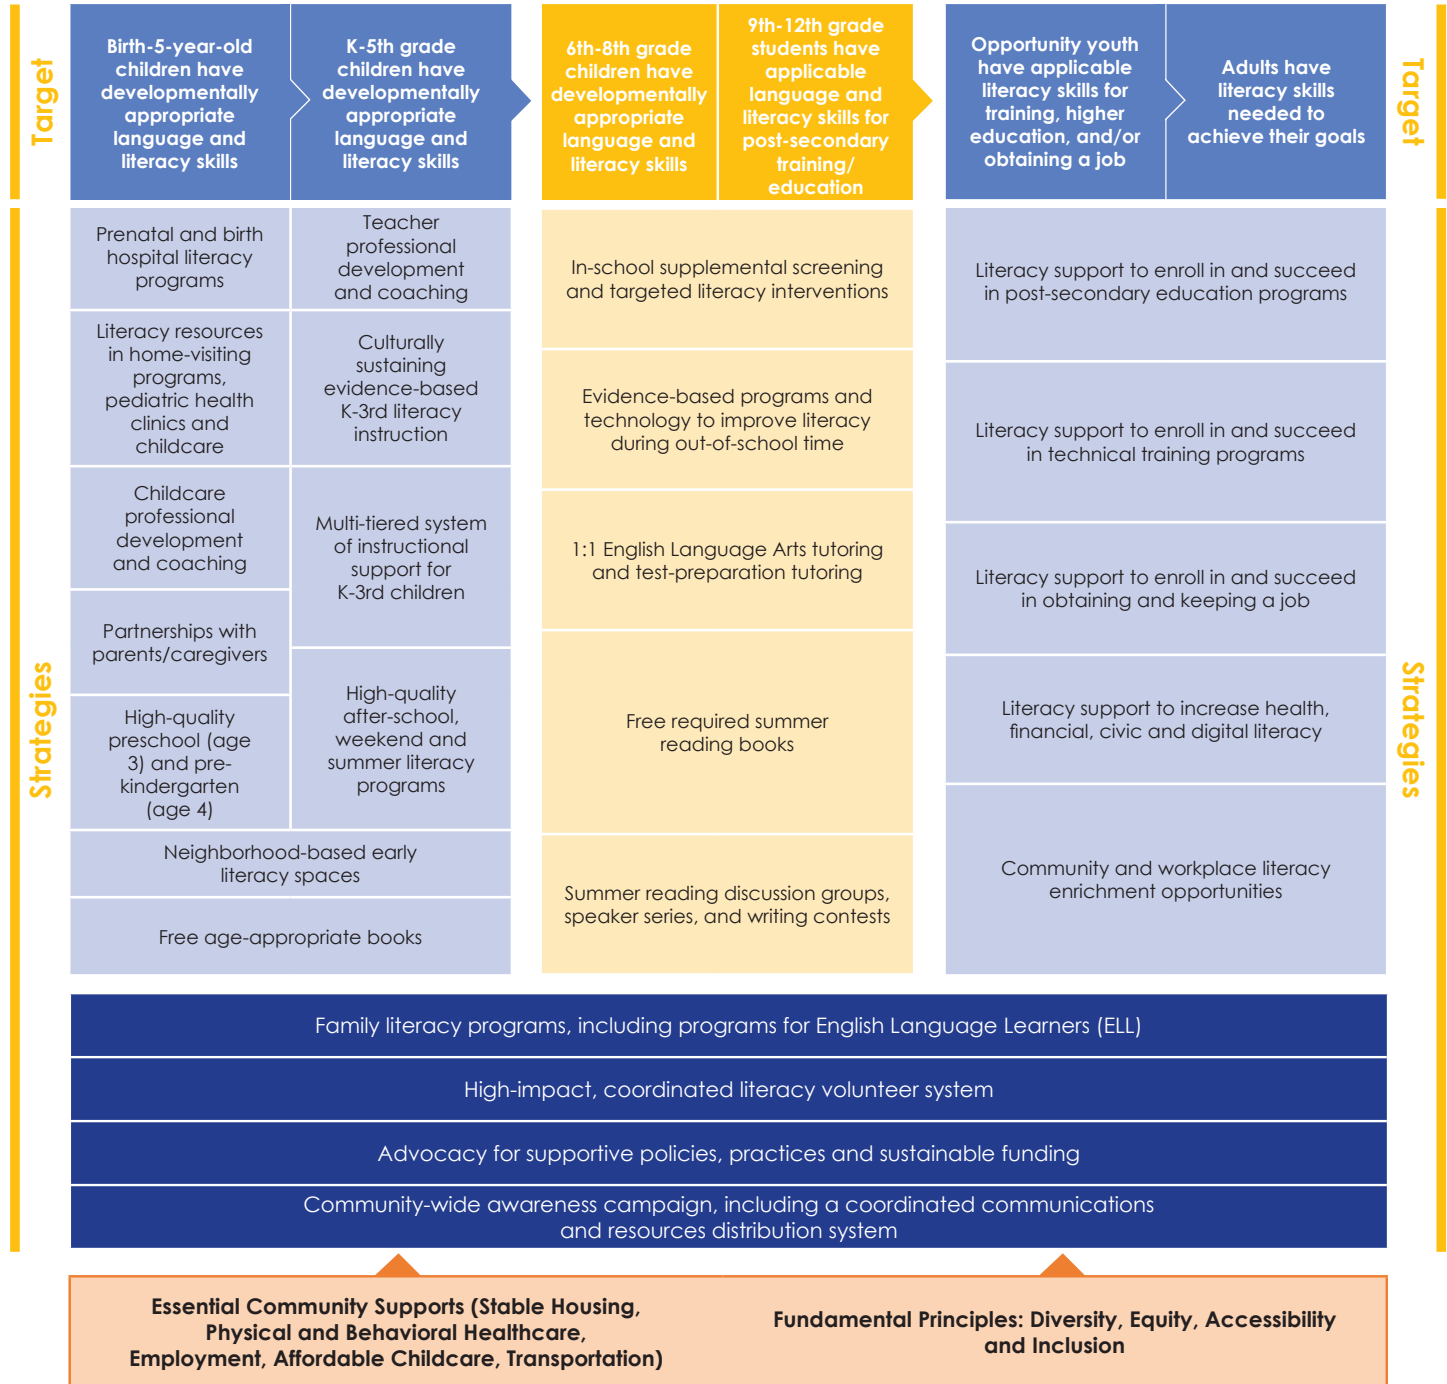 Target
Birth-5-year-old
children have
developmentally
appropriate
language and
literacy skills
K-5th grade
children have
developmentally
appropriate
language and
literacy skills
6th-8th grade
children have
developmentally
appropriate
language and
literacy skills
9th-12th grade
students have
applicable
language and
literacy skills for
post-secondary
training/
education
Opportunity youth
have applicable
literacy skills for
training, higher
education, and/or
obtaining a job
Adults have
literacy skills
needed to
achieve their goals
Target
Strategies
Prenatal and birth
hospital literacy
programs
Literacy resources
in home-visiting
programs,
pediatric health
clinics and
childcare
Childcare
professional
development
and coaching
Partnerships with
parents/caregivers
High-quality
preschool (age
3) and pre-
kindergarten
(age 4)
Teacher
professional
development
and coaching
Culturally
sustaining
evidence-based
K-3rd literacy
instruction
Multi-tiered system
of instructional
support for
K-3rd children
High-quality
after-school,
weekend and
summer literacy
programs
Neighborhood-based early
literacy spaces
Free age-appropriate books
In-school supplemental screening
and targeted literacy interventions
Evidence-based programs and
technology to improve literacy
during out-of-school time
1:1 English Language Arts tutoring
and test-preparation tutoring
Free required summer
reading books
Summer reading discussion groups,
speaker series, and writing contests
Literacy support to enroll in and succeed
in post-secondary education programs
Literacy support to enroll in and succeed
in technical training programs
Literacy support to enroll in and succeed
in obtaining and keeping a job
Literacy support to increase health,
financial, civic and digital literacy
Community and workplace literacy
enrichment opportunities
Strategies
Family literacy programs, including programs for English Language Learners (ELL)
High-impact, coordinated literacy volunteer system
Advocacy for supportive policies, practices and sustainable funding
Community-wide awareness campaign, including a coordinated communications
and resources distribution system
Essential Community Supports (Stable Housing,
Physical and Behavioral Healthcare,
Employment, Affordable Childcare, Transportation)
Fundamental Principles: Diversity, Equity, Accessibility
and Inclusion